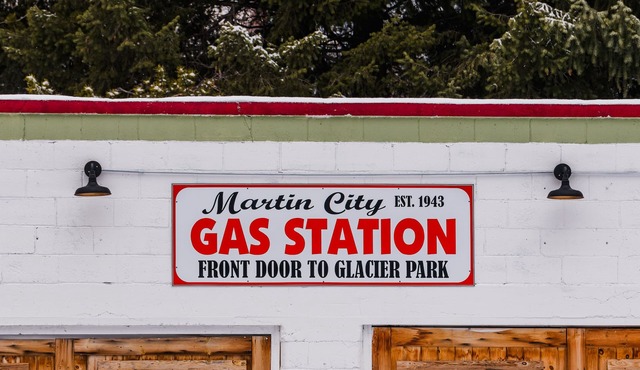 Martin City EST. 1943
GAS STATION
FRONT DOOR TO GLACIER PARK